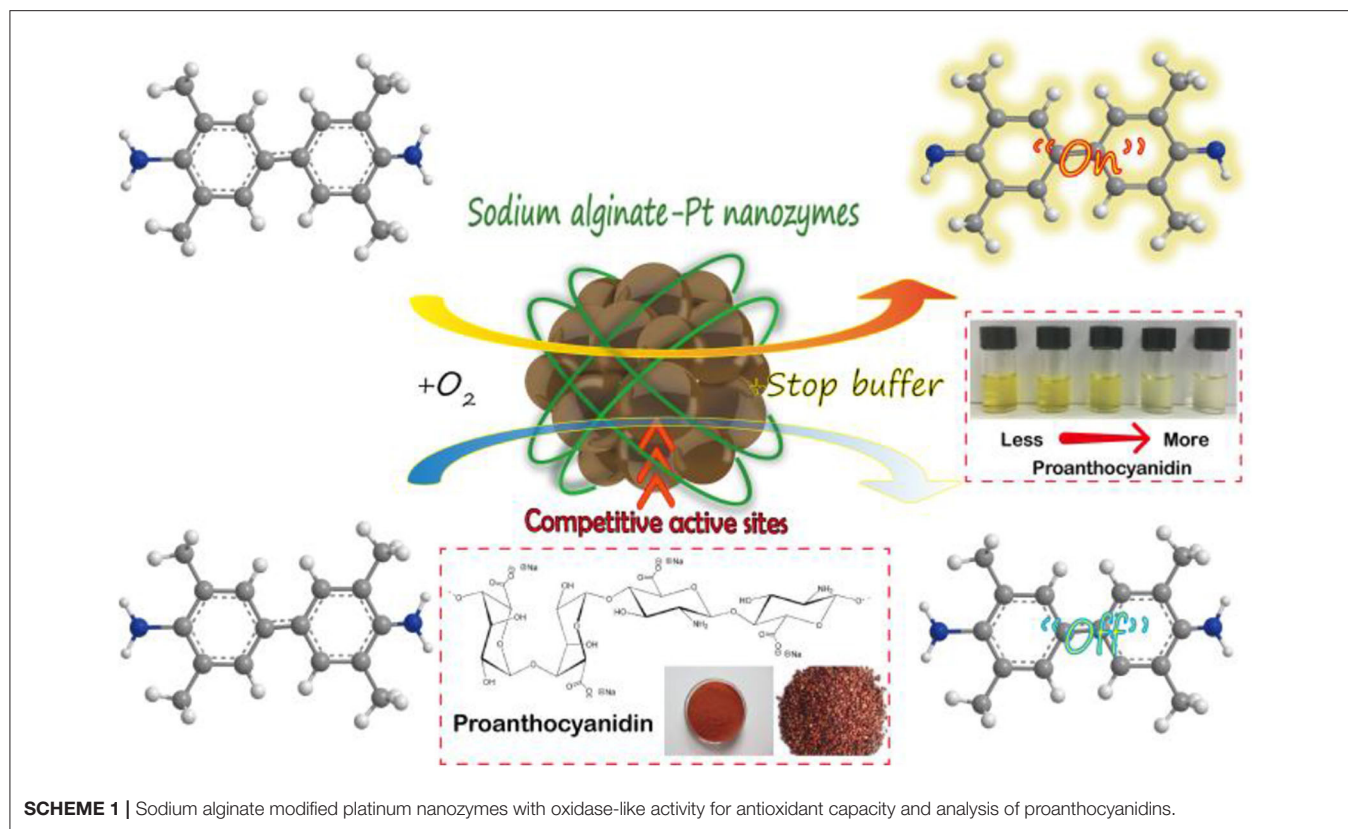 Sodium alginate-Pt nanozymes
“On”
+O₂
+Stop buffer
Less More
Proanthocyanidin
Competitive active sites
“Off”
Proanthocyanidin
SCHEME 1 | Sodium alginate modified platinum nanozymes with oxidase-like activity for antioxidant capacity and analysis of proanthocyanidins.